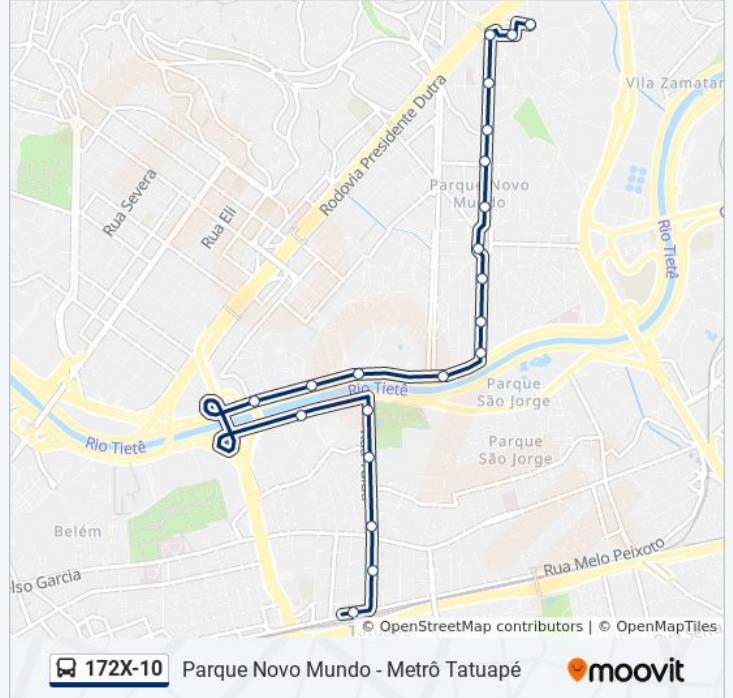 Vila Zamatar
Rodovia Presidente Dutra
Parque Novo
Mundo
Rua Severa
Rua Eli
Rio Tietê
Rio Tietê
Parque
São Jorge
Rio Tietê
Parque
São Jorge
Belém
lso Garcia
Rua Melo Peixoto
© OpenStreetMap contributors | © OpenMapTiles
172X-10 Parque Novo Mundo - Metrô Tatuapé moovit